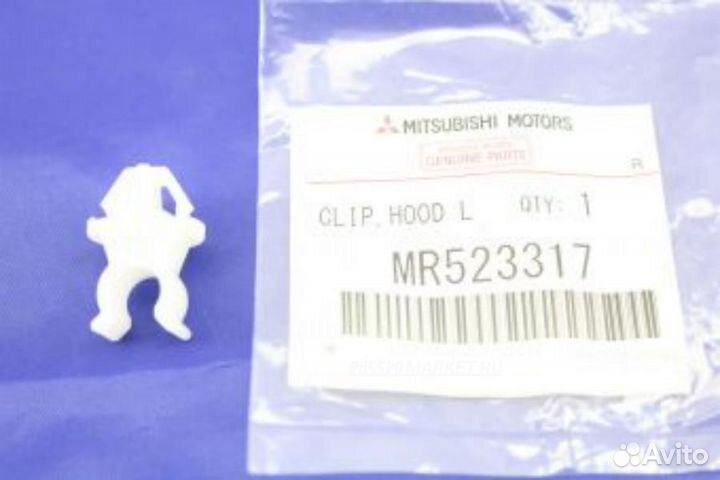 MITSUBISHI MOTORS
GENUINE PARTS
R
CLIP, HOOD L QTY: 1
MR523317
Avito